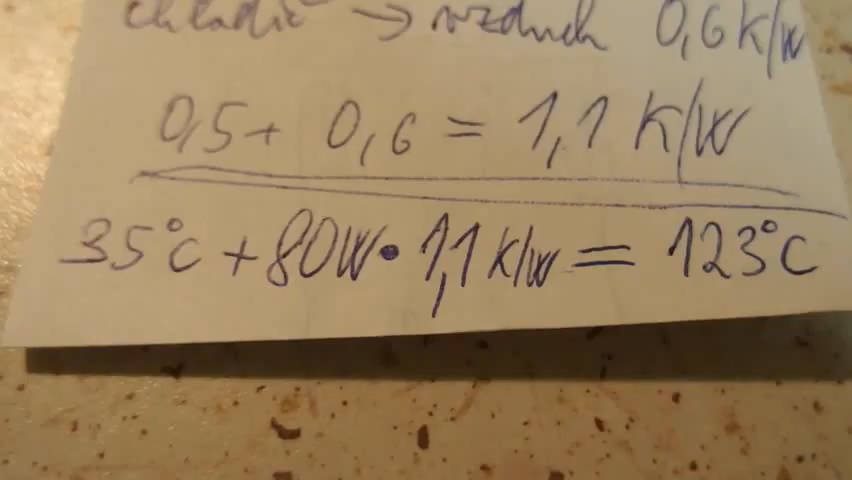 chladič → vzduch 0,6 K/W
0,5 + 0,6 = 1,1 K/W
35°C + 80W • 1,1 K/W = 123°C